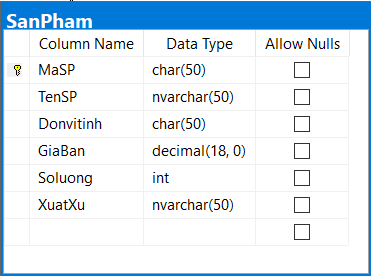 SanPham
Column Name Data Type Allow Nulls
MaSP char(50)
TenSP nvarchar(50)
Donvitinh char(50)
GiaBan decimal(18, 0)
Soluong int
XuatXu nvarchar(50)